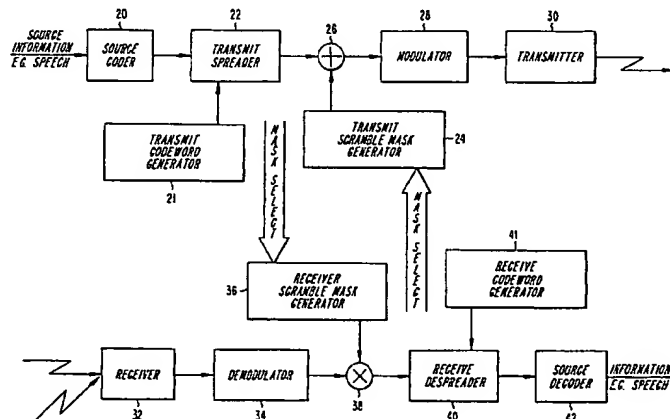 SOURCE
INFORMATION
E.G. SPEECH
20
SOURCE
CODER
22
TRANSMIT
SPREADER
26
+
28
MODULATOR
30
TRANSMITTER
TRANSMIT
CODEWORD
GENERATOR
21
MASK SELECT
TRANSMIT
SCRAMBLE MASK
GENERATOR
24
MASK SELECT
36
RECEIVER
SCRAMBLE MASK
GENERATOR
41
RECEIVE
CODEWORD
GENERATOR
RECEIVER
32
DEMODULATOR
34
X
38
RECEIVE
DESPREADER
40
SOURCE
DECODER
42
INFORMATION
E.G. SPEECH